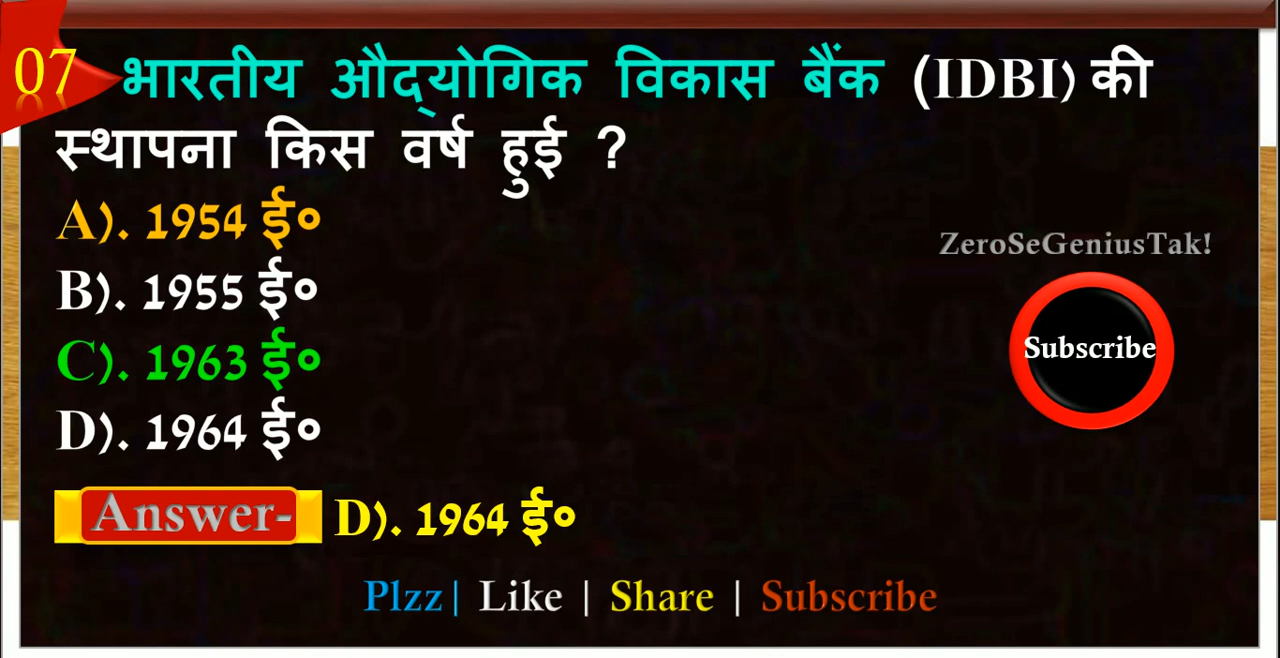 07
भारतीय औद्योगिक विकास बैंक (IDBI) की
स्थापना किस वर्ष हुई ?
A). 1954 ई०
B). 1955 ई०
C). 1963 ई०
D). 1964 ई०
ZeroSeGeniusTak!
Subscribe
Answer- D). 1964 ई०
Plzz| Like | Share | Subscribe